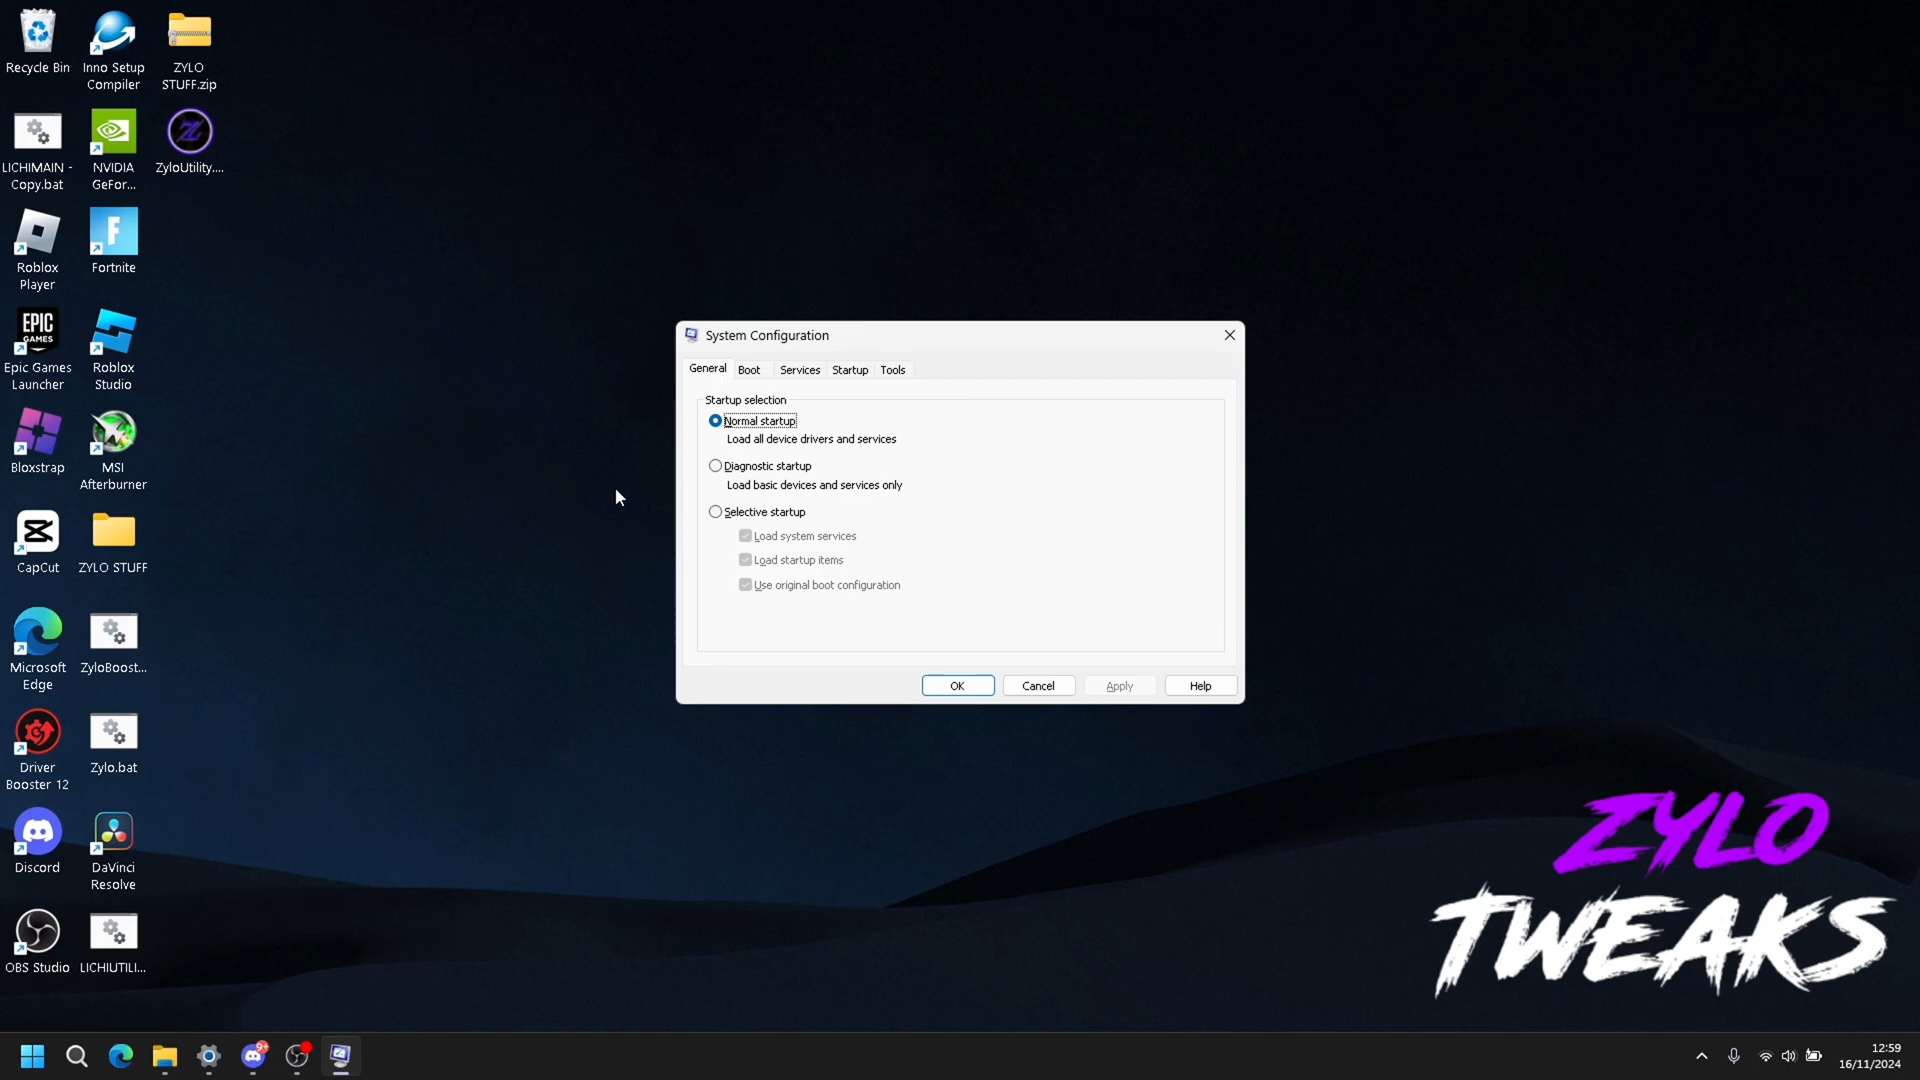 Recycle Bin
Inno Setup
Compiler
ZYLO
STUFF.zip
LICHIMAIN -
Copy.bat
NVIDIA
GeFor...
ZyloUtility....
Roblox
Player
Fortnite
EPIC
GAMES
Epic Games
Launcher
Roblox
Studio
Bloxstrap
MSI
Afterburner
CapCut
ZYLO STUFF
Microsoft
Edge
ZyloBoost...
Driver
Booster 12
Zylo.bat
Discord
DaVinci
Resolve
OBS Studio
LICHIUTILI...
System Configuration
General
Boot
Services
Startup
Tools
Startup selection
Normal startup
Load all device drivers and services
Diagnostic startup
Load basic devices and services only
Selective startup
Load system services
Load startup items
Use original boot configuration
OK
Cancel
Apply
Help
ZYLO
TWEAKS
9+
12:59
16/11/2024